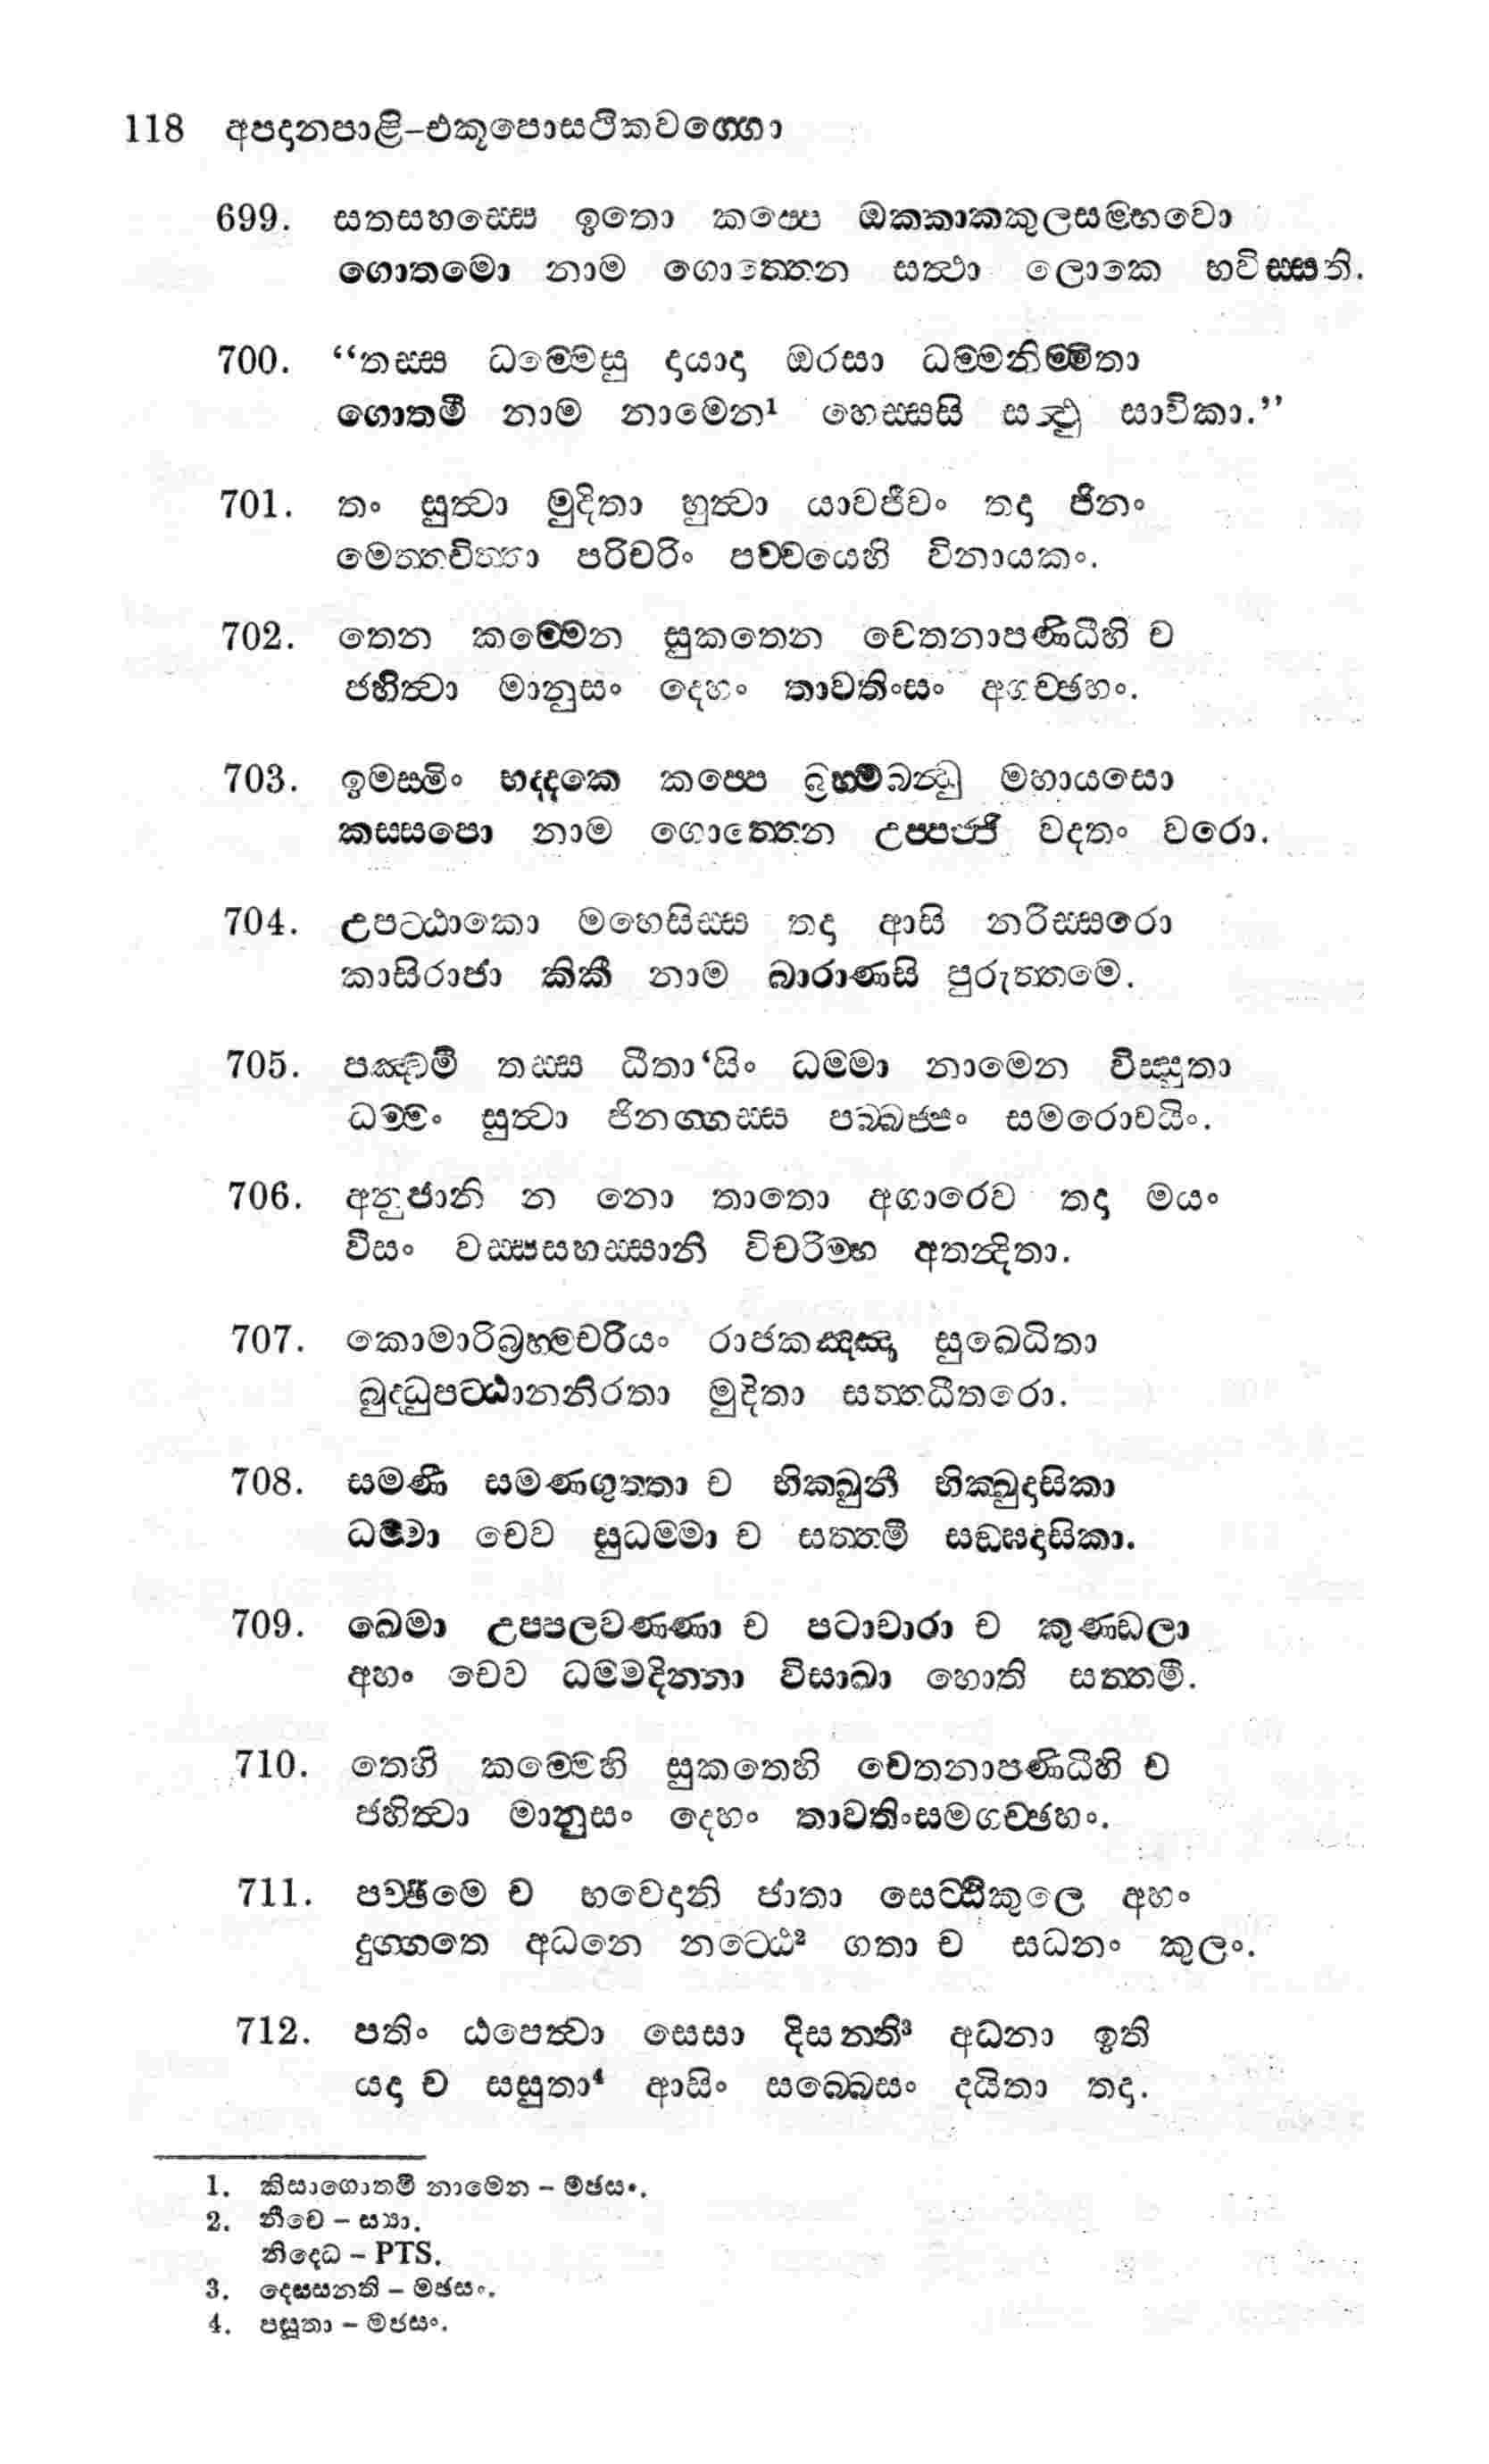 118 අපදානපාළි-එකූපොසථිකවග්ගො
699. සතසහස්සෙ ඉතො කප්පෙ ඔක්කාකකුලසම්භවො
ගොතමො නාම ගොත්තෙන සත්ථා ලොකෙ භවිස්සති.
700. “තස්ස ධම්මෙසු දායාදා ඔරසා ධම්මනිම්මිතා
ගොතමී නාම නාමෙන¹ හෙස්සසි සත්ථු සාවිකා.”
701. තං සුත්වා මුදිතා හුත්වා යාවජීවං තදා ජිනං
මෙත්තචිත්තා පරිචරිං පච්චයෙහි විනායකං.
702. තෙන කම්මෙන සුකතෙන චෙතනාපණිධීහි ච
ජහිත්වා මානුසං දෙහං තාවතිංසං අගච්ඡහං.
703. ඉමස්මිං භද්දකෙ කප්පෙ බ්‍රහ්මබන්ධු මහායසො
කස්සපො නාම ගොත්තෙන උප්පජ්ජි වදතං වරො.
704. උපට්ඨාකො මහෙසිස්ස තදා ආසි නරිස්සරො
කාසිරාජා කිකී නාම බාරාණසි පුරුත්තමෙ.
705. පඤ්චමී තස්ස ධීතා‘සිං ධම්මා නාමෙන විස්සුතා
ධම්මං සුත්වා ජිනග්ගස්ස පබ්බජ්ජං සමරොචයිං.
706. අනුජානි න නො තාතො අගාරෙව තදා මයං
වීසං වස්සසහස්සානි විචරිම්භ අතන්දිතා.
707. කොමාරිබ්‍රහ්මචරියං රාජකඤ්ඤා සුඛෙධිතා
බුද්ධුපට්ඨානනිරතා මුදිතා සත්තධීතරො.
708. සමණී සමණගුත්තා ච භික්ඛුනී භික්ඛුදාසිකා
ධම්මා චෙව සුධම්මා ච සත්තමී සඞ්ඝදාසිකා.
709. ඛෙමා උප්පලවණ්ණා ච පටාචාරා ච කුණ්ඩලා
අහං චෙව ධම්මදින්නා විසාඛා හොති සත්තමී.
710. තෙහි කම්මෙහි සුකතෙහි චෙතනාපණිධීහි ච
ජහිත්වා මානුසං දෙහං තාවතිංසමගච්ඡහං.
711. පච්ඡිමෙ ච භවෙදානි ජාතා සෙට්ඨිකුලෙ අහං
දුග්ගතෙ අධනෙ නට්ඨෙ² ගතා ච සධනං කුලං.
712. පතිං ඨපෙත්වා සෙසා දිස්සන්ති³ අධනා ඉති
යදා ච සසුතා⁴ ආසිං සබ්බෙසං දයිතා තදා.
1. කිසාගොතමී නාමෙන - මඡසං.
2. නීචෙ - ස්‍යා.
නිද්ධෙ - PTS.
3. දෙස්සන්ති - මඡසං.
4. පසූතා - මජසං.